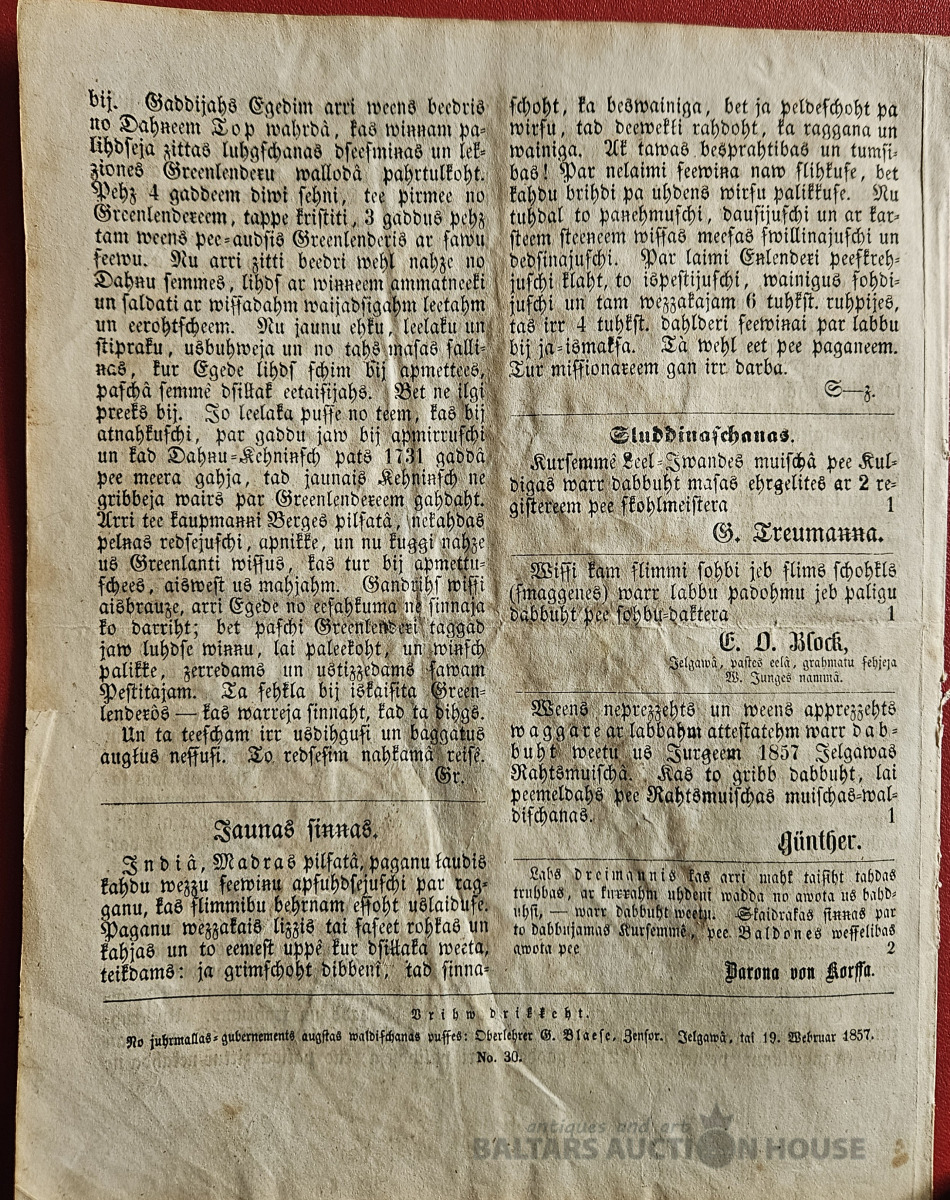 bij. Gaddijahs Egedim arri weens beedris
no Dahneem Top wahrdâ, kas winnam pa-
lihdseja zittas luhgschanas dseesminas un lek-
ziones Greenlenderu wallodâ pahrtulkoht.
Pehz 4 gaddeem diwi sehni, tee pirmee no
Greenlendereem, tappe kristiti, 3 gaddus pehz
tam weens pee-audsis Greenlenderis ar sawu
seewu. Nu arri zitti beedri wehl nahze no
Dahnu semmes, lihds ar winneem ammatneeki
un saldati ar wissadahm waijadsigahm leetahm
un eerohtscheem. Nu jaunu ehku, leelaku un
stipraku, usbuhweja un no tahs masas salli-
nas, kur Egede lihds schim bij apmettees,
paschâ semmê dsillak eetaisijahs. Bet ne ilgi
preeks bij. Jo leelaka pusse no teem, kas bij
atnahkuschi, par gaddu jaw bij apmirruschi
un kad Dahnu-Kehninsch pats 1731 gaddâ
pee meera gahja, tad jaunais Kehninsch ne
gribbeja wairs par Greenlendereem gahdaht.
Arri tee kaupmanni Berges pilsatâ, nekahdas
pelnas redsejuschi, apnikke, un nu kuggi nahze
us Greenlanti wissus, kas tur bij apmettu-
schees, aiswest us mahjahm. Gandrihs wissi
aisbrauze, arri Egede no eesahkuma ne sinnaja
ko darriht; bet paschi Greenlenderi taggad
jaw luhdse winnu, lai paleekoht, un winsch
palikke, zerredams un ustizzedams sawam
Pestitajam. Ta sehkla bij iskaisita Green-
lenderôs — kas warreja sinnaht, kad ta dihgs.
Un ta teescham irr usdihgusi un baggatus
auglus nessusi. To redsesim nahkamâ reisê.
Gr.
Jaunas sinnas.
Indiâ, Madras pilsatâ, paganu laudis
kahdu wezzu seewinu apsuhdsejuschi par rag-
ganu, kas slimmibu behrnam essoht uslaiduse.
Paganu wezzakais lizzis tai saseet rohkas un
kahjas un to eemest uppê kur dsillaka weeta,
teikdams: ja grimschoht dibbenî, tad sinna-
schoht, ka beswainiga, bet ja peldeschoht pa
wirsu, tad deewekli rahdoht, ka raggana un
wainiga. Ak tawas besprahtibas un tumsi-
bas! Par nelaimi seewina naw slihkuse, bet
kahdu brihdi pa uhdens wirsu palikkuse. Nu
tuhdal to panehmuschi, dausijuschi un ar kar-
steem steeneem wissas meesas swillinajuschi un
dedsinajuschi. Par laimi Enlenderi peeskreh-
juschi klaht, to ispestijuschi, wainigus sohdi-
juschi un tam wezzakajam 6 tuhkst. ruhpijes,
tas irr 4 tuhkst. dahlderi seewinai par labbu
bij ja-ismaksa. Tà wehl eet pee paganeem.
Tur missionareem gan irr darba.
S—z.
Sluddinaschanas.
Kursemmê Leel-Iwandes muischâ pee Kul-
digas warr dabbuht masas ehrgelites ar 2 re-
gistereem pee skohlmeistera 1
G. Treumanna.
Wissi kam slimmi sohbi jeb slims schohkls
(smaggenes) warr labbu padohmu jeb paligu
dabbuht pee sohbu-daktera 1
E. O. Block,
Jelgawâ, pastes eelâ, grahmatu sehjeja
W. Junges nammâ.
Weens neprezzehts un weens apprezzehts
waggare ar labbahm attestatehm warr dab-
buht weetu us Jurgeem 1857 Jelgawas
Rahtsmuischâ. Kas to gribb dabbuht, lai
peemeldahs pee Rahtsmuischas muischas-wal-
dischanas. 1
Günther.
Labs dreimannis kas arri mahk taisiht tahdas
truhbas, ar kurrahm uhdeni wadda no awota us bahd-
uhsi, — warr dabbuht weetu. Skaidrakas sinnas par
to dabbujamas Kursemmê, pee Baldones wesselibas
awota pee 2
Barona von Korffa.
Brihw drikkeht.
No juhrmallas-gubernements augstas waldischanas pusses: Oberlehrer G. Blaese, Zensor. Jelgawâ, tai 19. Webruar 1857.
No. 30.
antiques and art
BALTARS AUCTION HOUSE